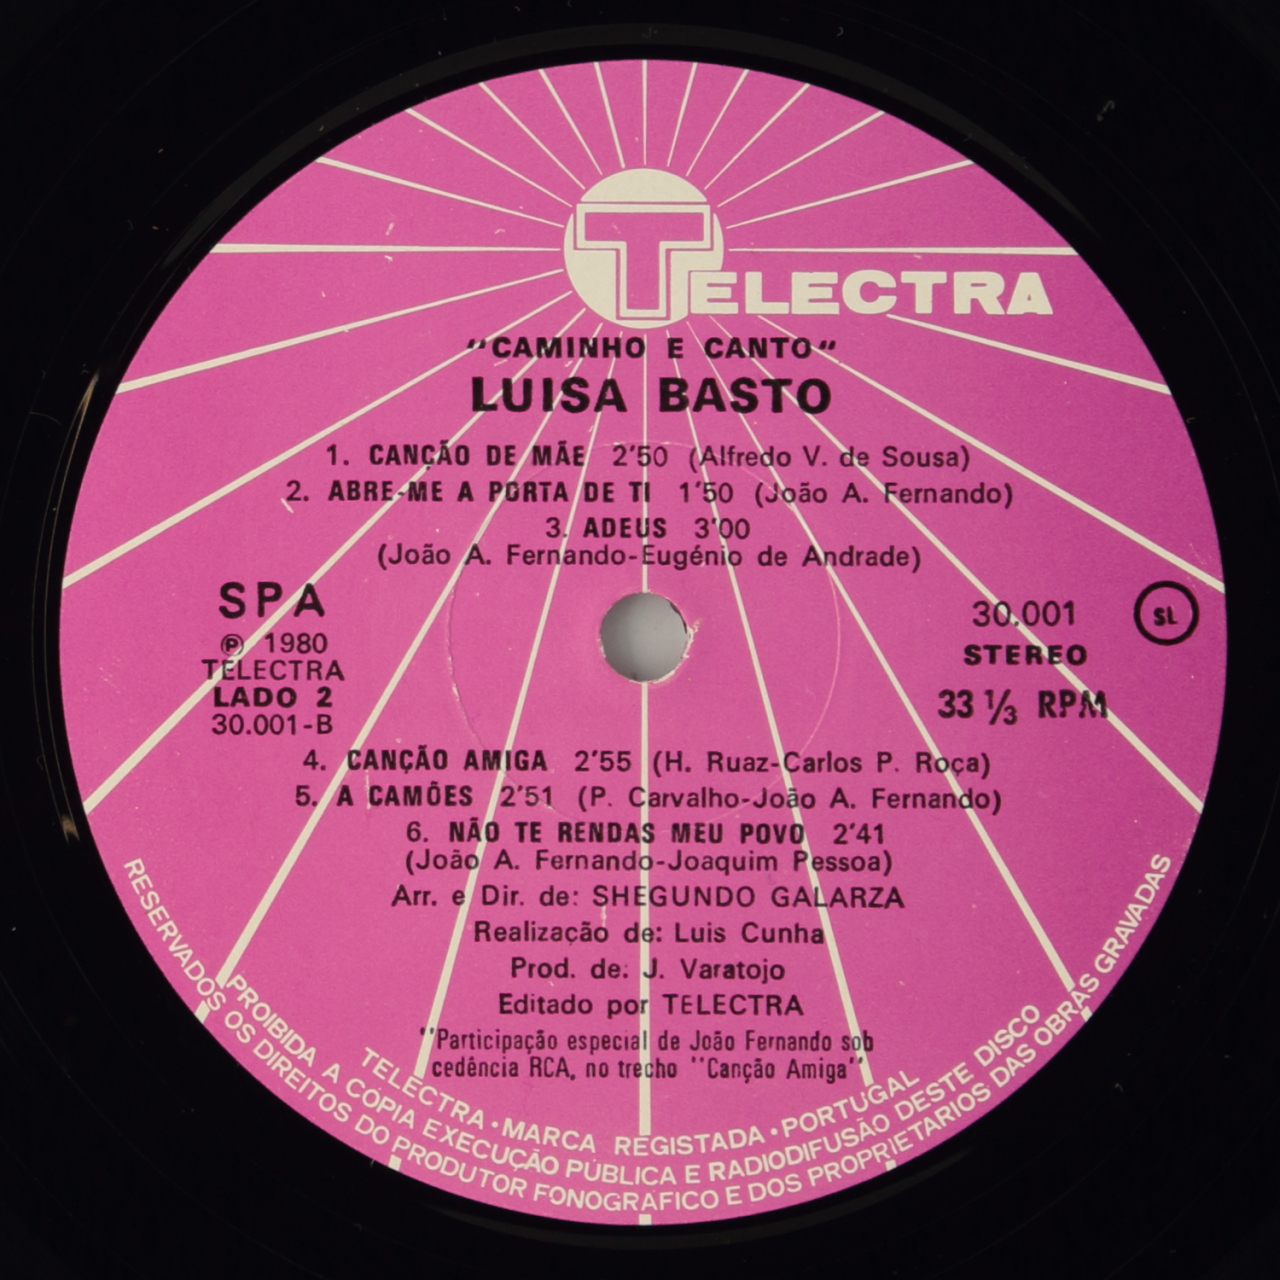 TELECTRA
"CAMINHO E CANTO"
LUISA BASTO
1. CANÇÃO DE MÃE 2'50 (Alfredo V. de Sousa)
2. ABRE-ME A PORTA DE TI 1'50 (João A. Fernando)
3. ADEUS 3'00
(João A. Fernando-Eugénio de Andrade)
SPA
℗ 1980
TELECTRA
LADO 2
30.001-B
30.001
STEREO
33 ⅓ RPM
SL
4. CANÇÃO AMIGA 2'55 (H. Ruaz-Carlos P. Roça)
5. A CAMÕES 2'51 (P. Carvalho-João A. Fernando)
6. NÃO TE RENDAS MEU POVO 2'41
(João A. Fernando-Joaquim Pessoa)
Arr. e Dir. de: SHEGUNDO GALARZA
Realização de: Luis Cunha
Prod. de: J. Varatojo
Editado por TELECTRA
"Participação especial de João Fernando sob
cedência RCA, no trecho "Canção Amiga"
TELECTRA • MARCA REGISTADA • PORTUGAL
PROIBIDA A CÓPIA EXECUÇÃO PÚBLICA E RADIODIFUSÃO DESTE DISCO
RESERVADOS OS DIREITOS DO PRODUTOR FONOGRÁFICO E DOS PROPRIETARIOS DAS OBRAS GRAVADAS